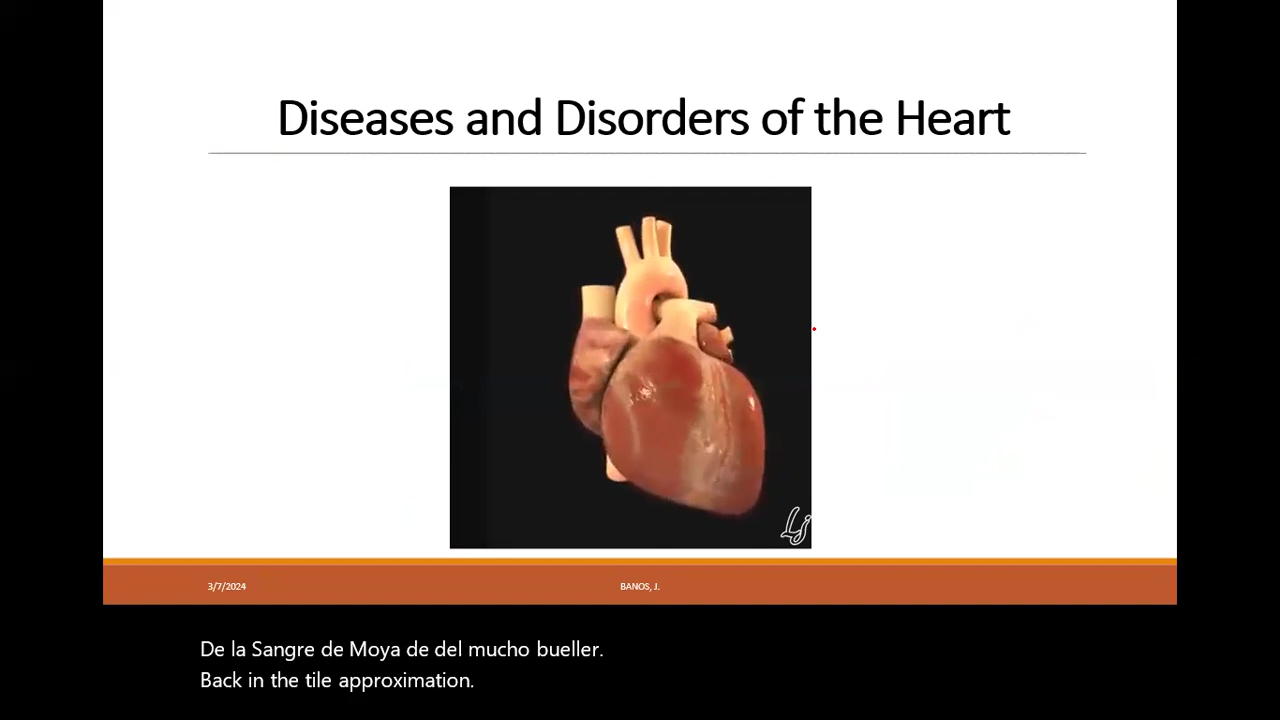 Diseases and Disorders of the Heart
3/7/2024
BANOS, J.
De la Sangre de Moya de del mucho bueller.
Back in the tile approximation.